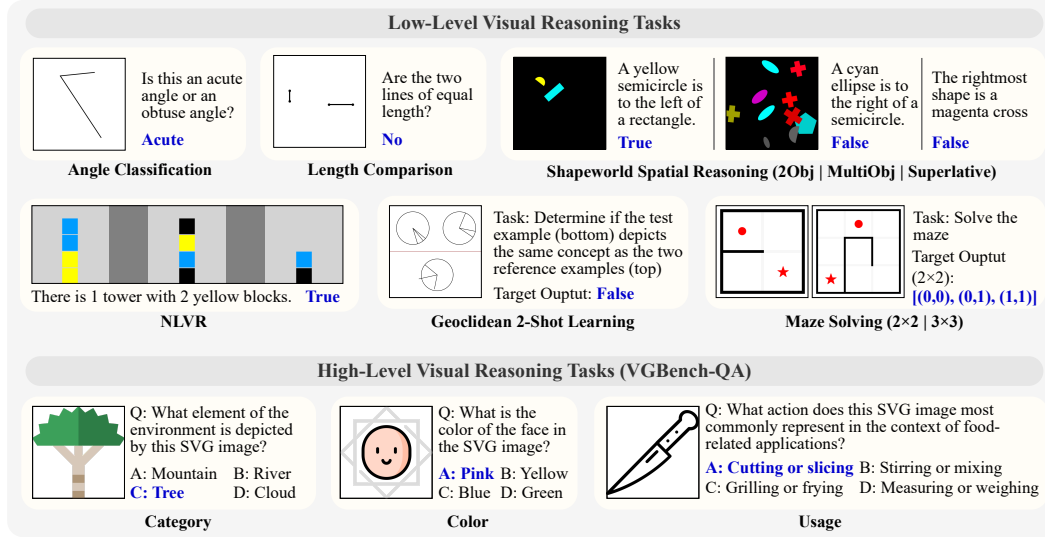 Low-Level Visual Reasoning Tasks
Is this an acute
angle or an
obtuse angle?
Acute
Angle Classification
Are the two
lines of equal
length?
No
Length Comparison
A yellow
semicircle is
to the left of
a rectangle.
True
A cyan
ellipse is to
the right of a
semicircle.
False
The rightmost
shape is a
magenta cross
False
Shapeworld Spatial Reasoning (2Obj | MultiObj | Superlative)
There is 1 tower with 2 yellow blocks. True
NLVR
Task: Determine if the test
example (bottom) depicts
the same concept as the two
reference examples (top)
Target Ouptut: False
Geoclidean 2-Shot Learning
Task: Solve the
maze
Target Ouptut
(2×2):
[(0,0), (0,1), (1,1)]
Maze Solving (2×2 | 3×3)
High-Level Visual Reasoning Tasks (VGBench-QA)
Q: What element of the
environment is depicted
by this SVG image?
A: Mountain B: River
C: Tree D: Cloud
Category
Q: What is the
color of the face in
the SVG image?
A: Pink B: Yellow
C: Blue D: Green
Color
Q: What action does this SVG image most
commonly represent in the context of food-
related applications?
A: Cutting or slicing B: Stirring or mixing
C: Grilling or frying D: Measuring or weighing
Usage